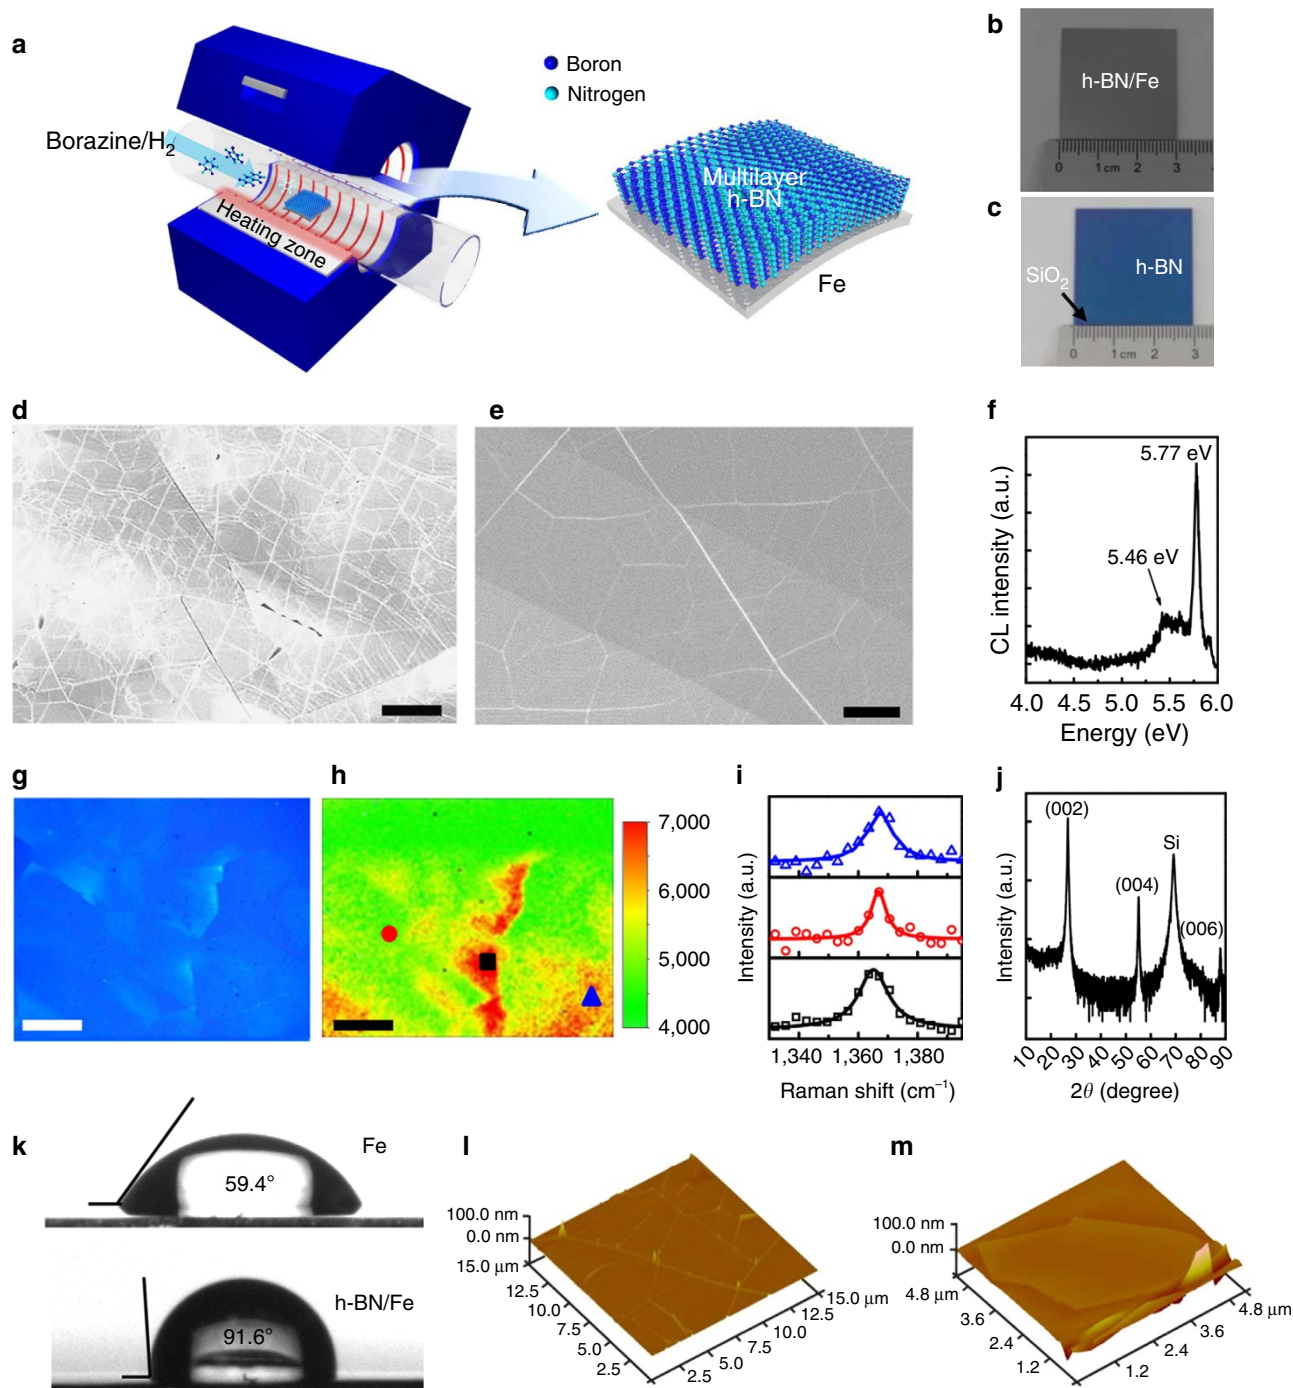 a
Boron
Nitrogen
Borazine/H2
Heating zone
Multilayer
h-BN
Fe
b
h-BN/Fe
0 1 cm 2 3
c
h-BN
SiO2
0 1 cm 2 3
d
e
f
5.77 eV
5.46 eV
CL intensity (a.u.)
4.0 4.5 5.0 5.5 6.0
Energy (eV)
g
h
7,000
6,000
5,000
4,000
i
Intensity (a.u.)
1,340 1,360 1,380
Raman shift (cm⁻¹)
j
(002)
Si
(004)
(006)
Intensity (a.u.)
10 20 30 40 50 60 70 80 90
2θ (degree)
k
Fe
59.4°
h-BN/Fe
91.6°
l
100.0 nm
0.0 nm
15.0 μm
12.5
10.0
7.5
5.0
2.5
2.5
5.0
7.5
10.0
12.5
15.0 μm
m
100.0 nm
0.0 nm
4.8 μm
3.6
2.4
1.2
1.2
2.4
3.6
4.8 μm